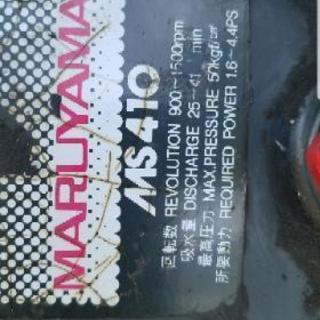 MARUYAMA
MS410
回転数 REVOLUTION 900~1500rpm
吸水量 DISCHARGE 25~41 min
最高圧力 MAX.PRESSURE 50kgf/cm²
所要動力 REQUIRED POWER 1.6~4.4PS